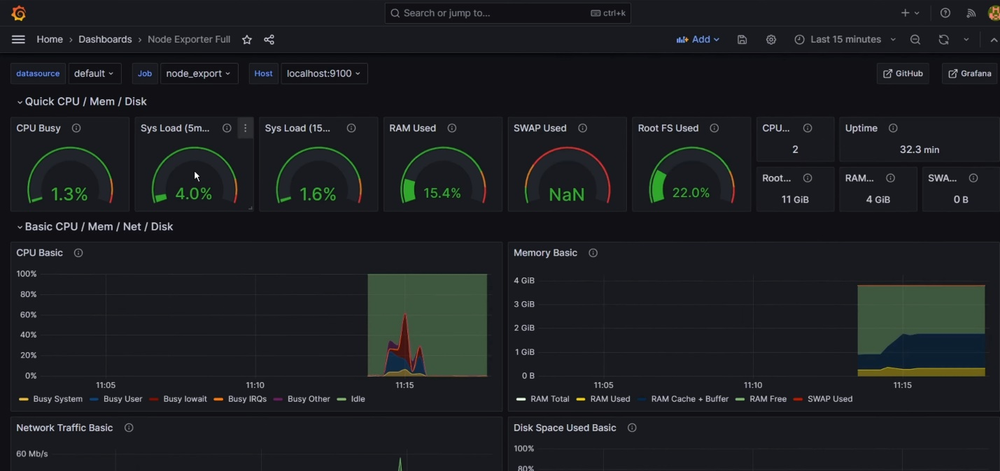 Search or jump to... ctrl+k
Home › Dashboards › Node Exporter Full Add Last 15 minutes
datasource default Job node_export Host localhost:9100 GitHub Grafana
Quick CPU / Mem / Disk
CPU Busy Sys Load (5m... Sys Load (15... RAM Used SWAP Used Root FS Used CPU... Uptime
2 32.3 min
Root... RAM... SWA...
1.3% 4.0% 1.6% 15.4% NaN 22.0% 11 GiB 4 GiB 0 B
Basic CPU / Mem / Net / Disk
CPU Basic
100%
80%
60%
40%
20%
0%
11:05 11:10 11:15
Busy System Busy User Busy Iowait Busy IRQs Busy Other Idle
Memory Basic
4 GiB
3 GiB
2 GiB
1 GiB
0 B
11:05 11:10 11:15
RAM Total RAM Used RAM Cache + Buffer RAM Free SWAP Used
Network Traffic Basic
60 Mb/s
Disk Space Used Basic
100%
80%